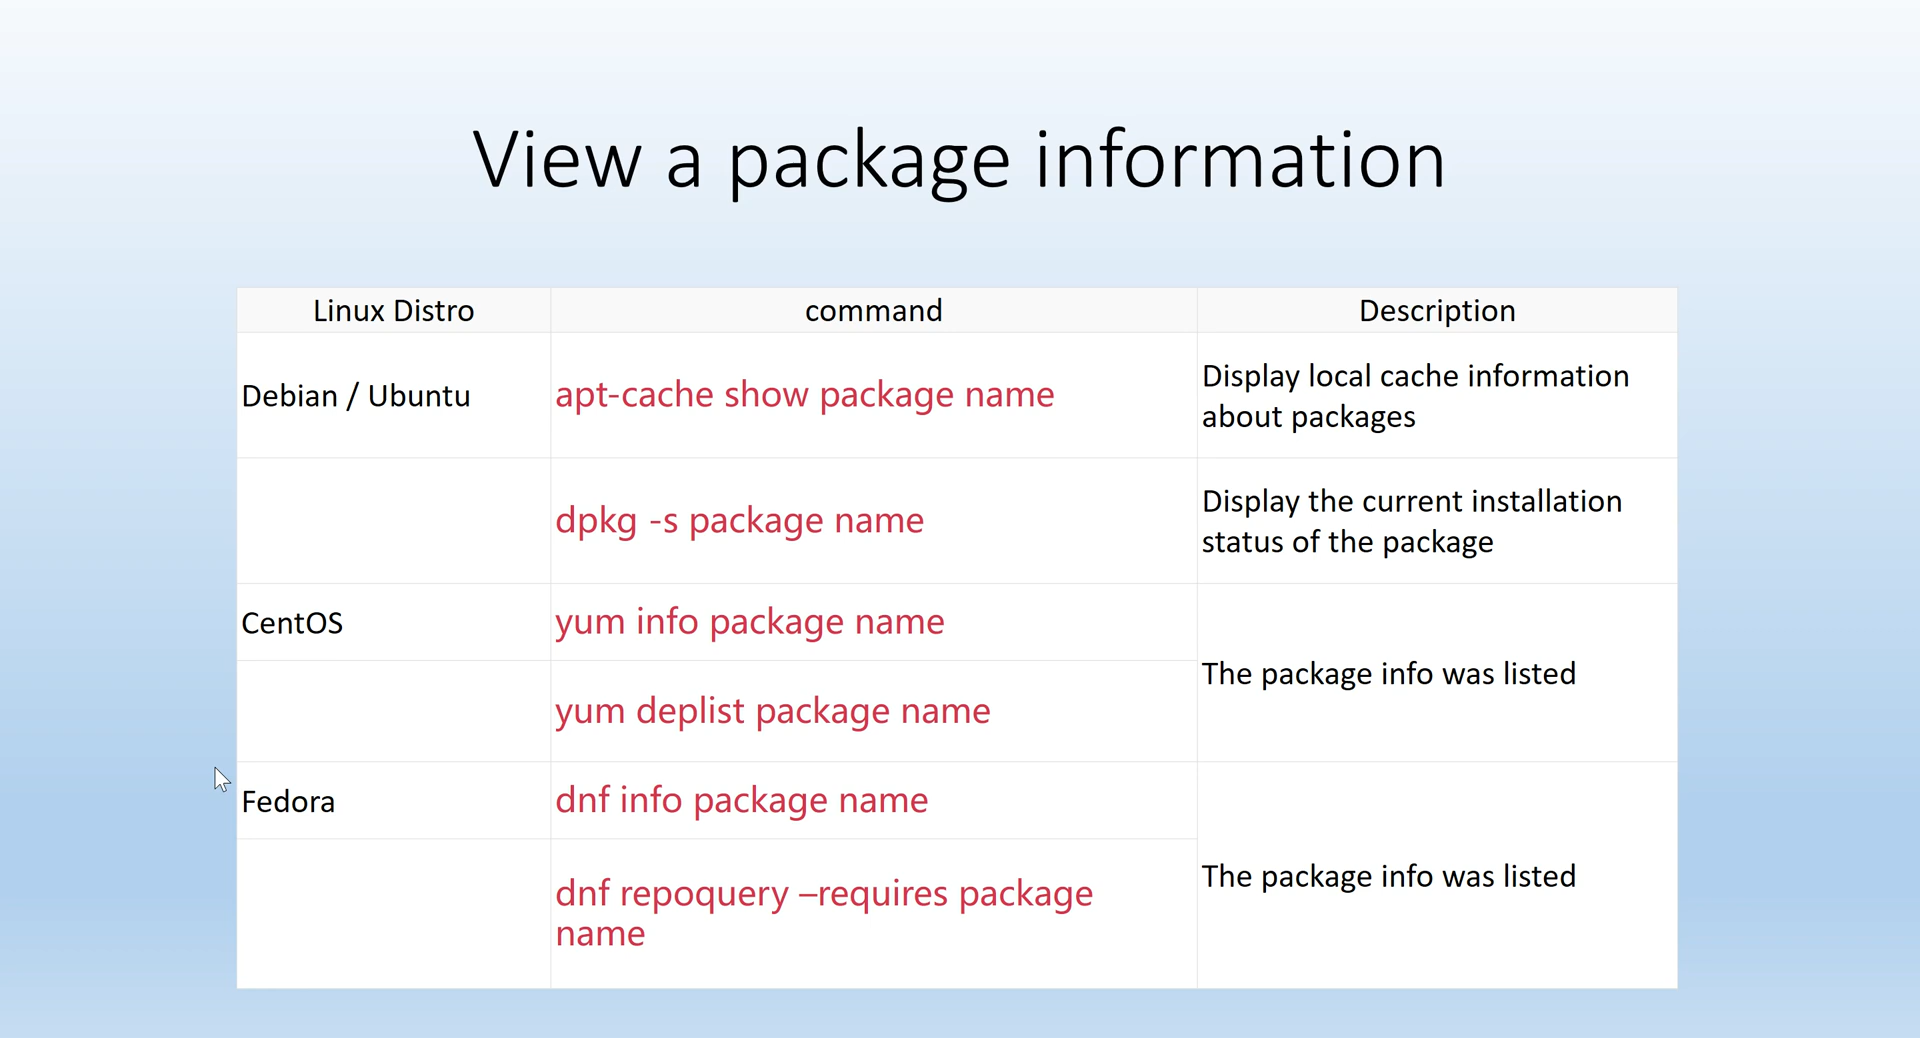 View a package information
Linux Distro command Description
Debian / Ubuntu apt-cache show package name Display local cache information
about packages
dpkg -s package name Display the current installation
status of the package
CentOS yum info package name
The package info was listed
yum deplist package name
Fedora dnf info package name
The package info was listed
dnf repoquery –requires package
name